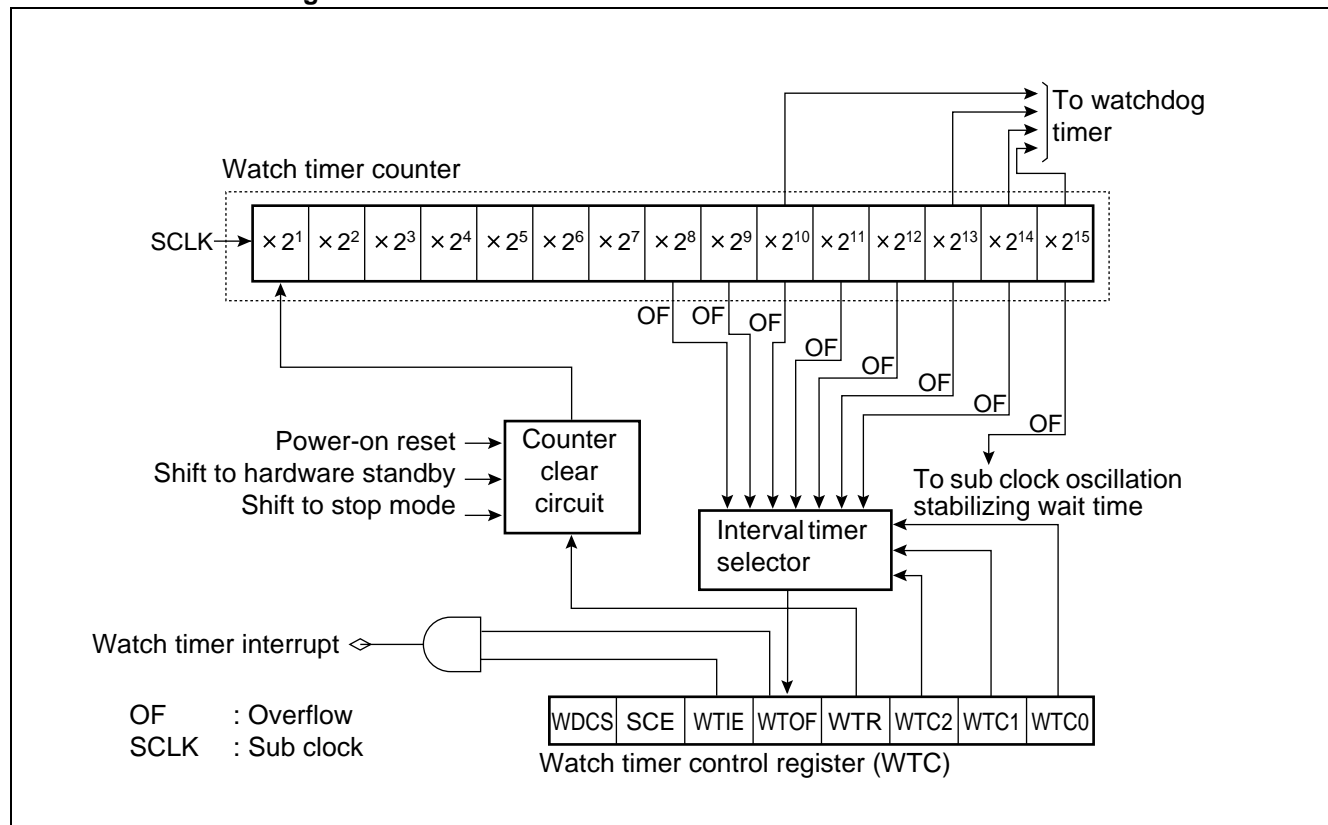 To watchdog
timer
Watch timer counter
SCLK
× 2¹ × 2² × 2³ × 2⁴ × 2⁵ × 2⁶ × 2⁷ × 2⁸ × 2⁹ × 2¹⁰ × 2¹¹ × 2¹² × 2¹³ × 2¹⁴ × 2¹⁵
OF OF OF
OF
OF
OF
OF
OF
Power-on reset
Shift to hardware standby
Shift to stop mode
Counter
clear
circuit
To sub clock oscillation
stabilizing wait time
Interval timer
selector
Watch timer interrupt
OF : Overflow
SCLK : Sub clock
WDCS SCE WTIE WTOF WTR WTC2 WTC1 WTC0
Watch timer control register (WTC)